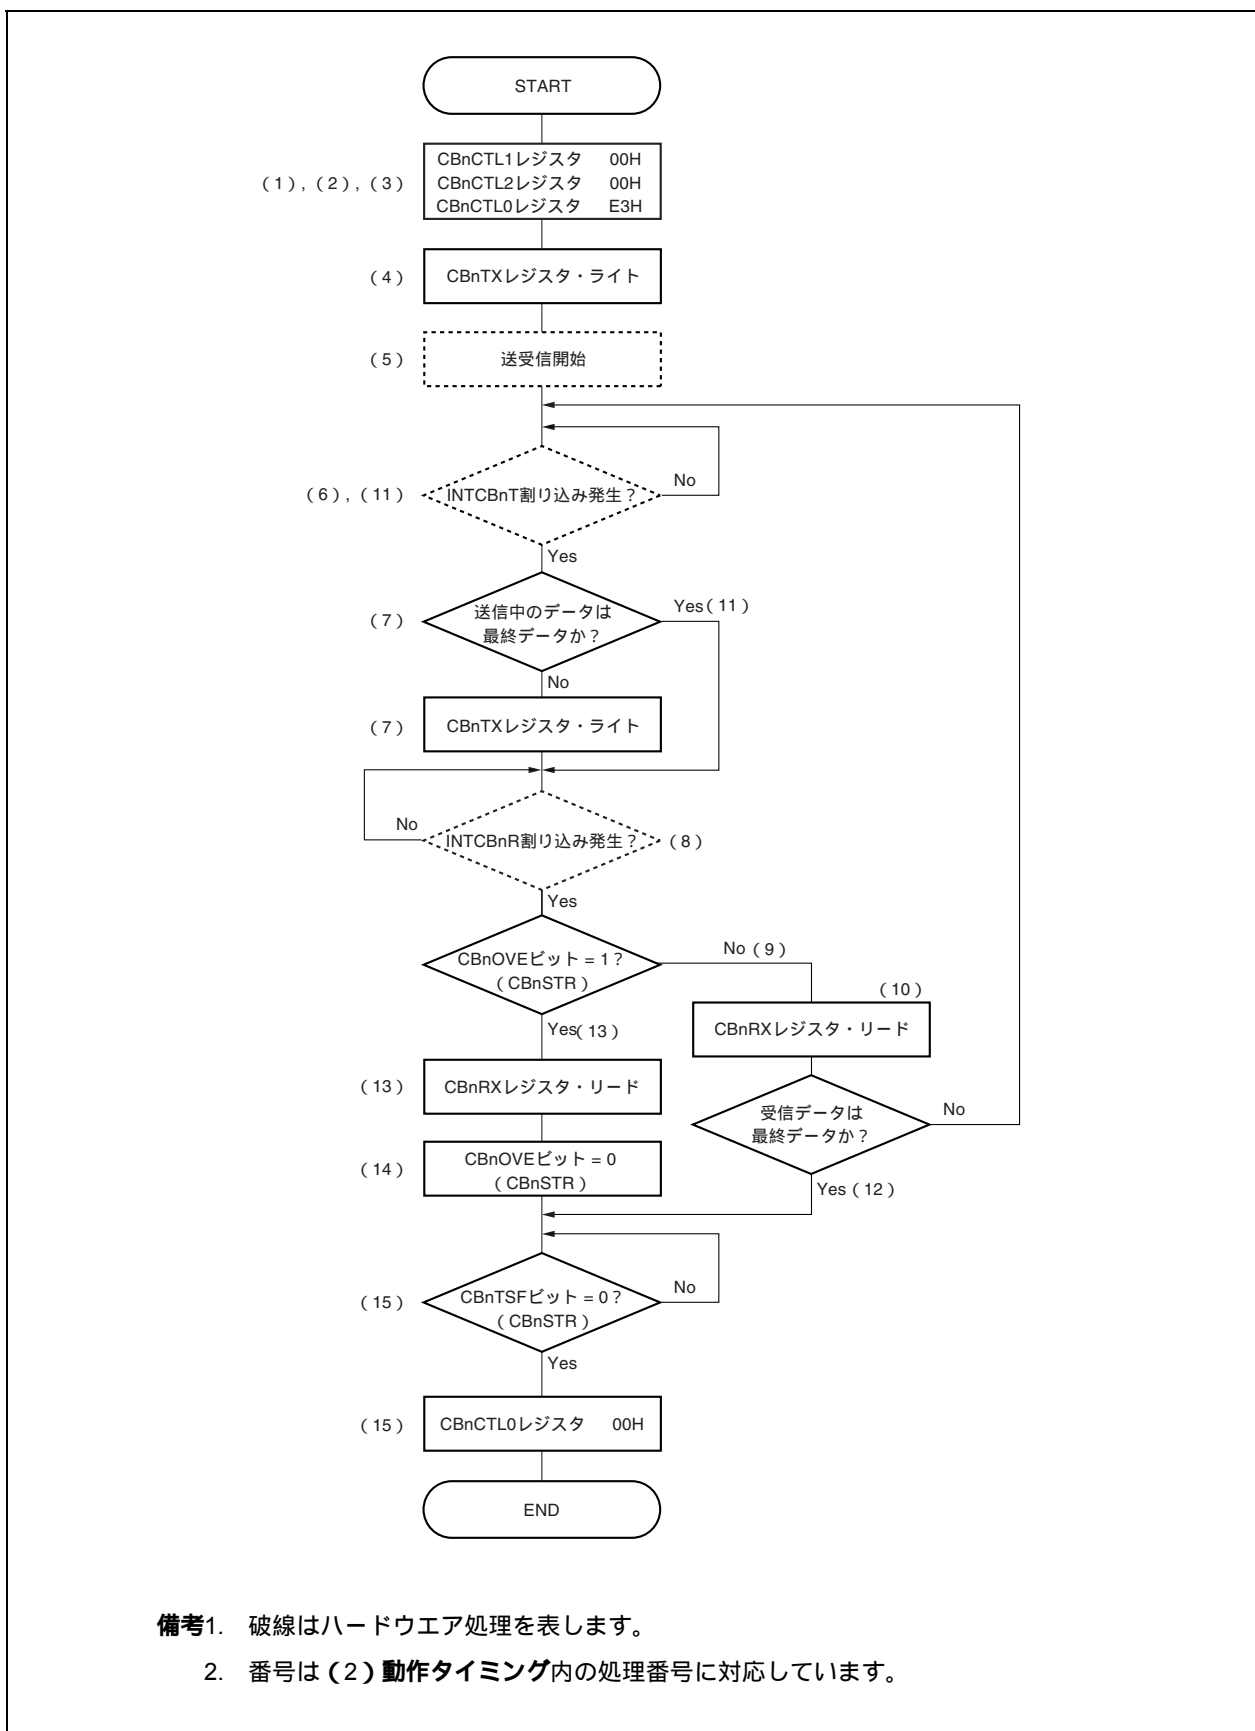 START
CBnCTL1レジスタ 00H
(1),(2),(3) CBnCTL2レジスタ 00H
CBnCTL0レジスタ E3H
(4) CBnTXレジスタ・ライト
(5) 送受信開始
No
(6),(11) INTCBnT割り込み発生?
Yes
送信中のデータは
最終データか?
(7)
Yes(11)
No
(7) CBnTXレジスタ・ライト
No
INTCBnR割り込み発生? (8)
Yes
CBnOVEビット = 1?
(CBnSTR)
No (9)
Yes(13)
(10)
CBnRXレジスタ・リード
(13) CBnRXレジスタ・リード
受信データは
最終データか?
No
Yes (12)
(14) CBnOVEビット = 0
(CBnSTR)
No
(15) CBnTSFビット = 0?
(CBnSTR)
Yes
(15) CBnCTL0レジスタ 00H
END
備考1. 破線はハードウエア処理を表します。
2. 番号は(2)動作タイミング内の処理番号に対応しています。